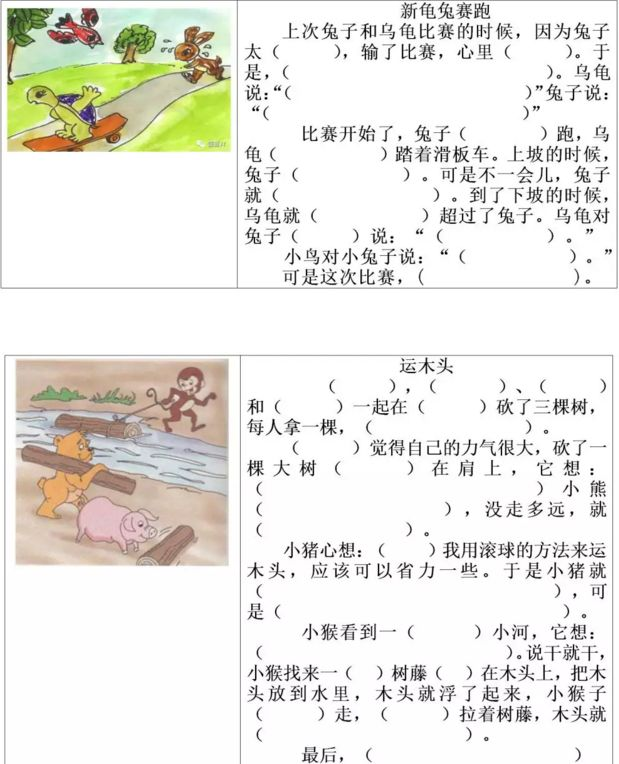 新龟兔赛跑
上次兔子和乌龟比赛的时候，因为兔子
太（　　　），输了比赛，心里（　　　）。于
是，（　　　　　　　　　　　　　）。乌龟
说：“（　　　　　　　　　　　　）”兔子说：
“（　　　　　　　　　　　　　）”
比赛开始了，兔子（　　　　）跑，乌
龟（　　　　　）踏着滑板车。上坡的时候，
兔子（　　　　　）。可是不一会儿，兔子
就（　　　　　　　）。到了下坡的时候，
乌龟就（　　　　　）超过了兔子。乌龟对
兔子（　　　）说：“（　　　　　）。”
小鸟对小兔子说：“（　　　　　）。”
可是这次比赛，（　　　　　　　）。
运木头
（　　　），（　　　）、（　　　）
和（　　　）一起在（　　　）砍了三棵树，
每人拿一棵，（　　　　　　　）。
（　　　）觉得自己的力气很大，砍了一
棵大树（　　　）在肩上，它想：
（　　　　　　　　　　　　　）小熊
（　　　　　　　　　），没走多远，就
（　　　　　　　）。
小猪心想：（　　）我用滚球的方法来运
木头，应该可以省力一些。于是小猪就
（　　　　　　　　　　　　　　），可
是（　　　　　　　　　　　　　）。
小猴看到一（　　　）小河，它想：
（　　　　　　　　　　　　）。说干就干，
小猴找来一（　）树藤（　）在木头上，把木
头放到水里，木头就浮了起来，小猴子
（　　　）走，（　　　）拉着树藤，木头就
（　　　　　　　　　　）。
最后，（　　　　　　　　　　）